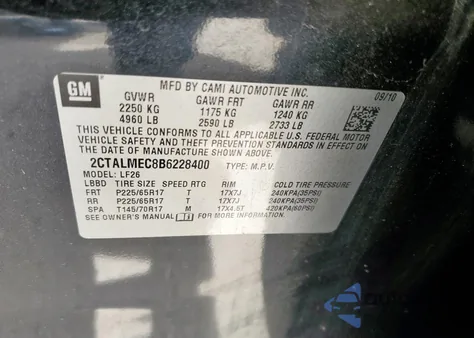 GM
MFD BY CAMI AUTOMOTIVE INC.
09/10
GVWR GAWR FRT GAWR RR
2250 KG 1175 KG 1240 KG
4960 LB 2590 LB 2733 LB
THIS VEHICLE CONFORMS TO ALL APPLICABLE U.S. FEDERAL MOTOR
VEHICLE SAFETY AND THEFT PREVENTION STANDARDS IN EFFECT ON
THE DATE OF MANUFACTURE SHOWN ABOVE.
2CTALMEC8B6228400 TYPE: M.P.V.
MODEL: LF26
LBBD TIRE SIZE SPEED RTG RIM COLD TIRE PRESSURE
FRT P225/65R17 T 17X7J 240KPA(35PSI)
RR P225/65R17 T 17X7J 240KPA(35PSI)
SPA T145/70R17 M 17X4.5T 420KPA(60PSI)
SEE OWNER'S MANUAL